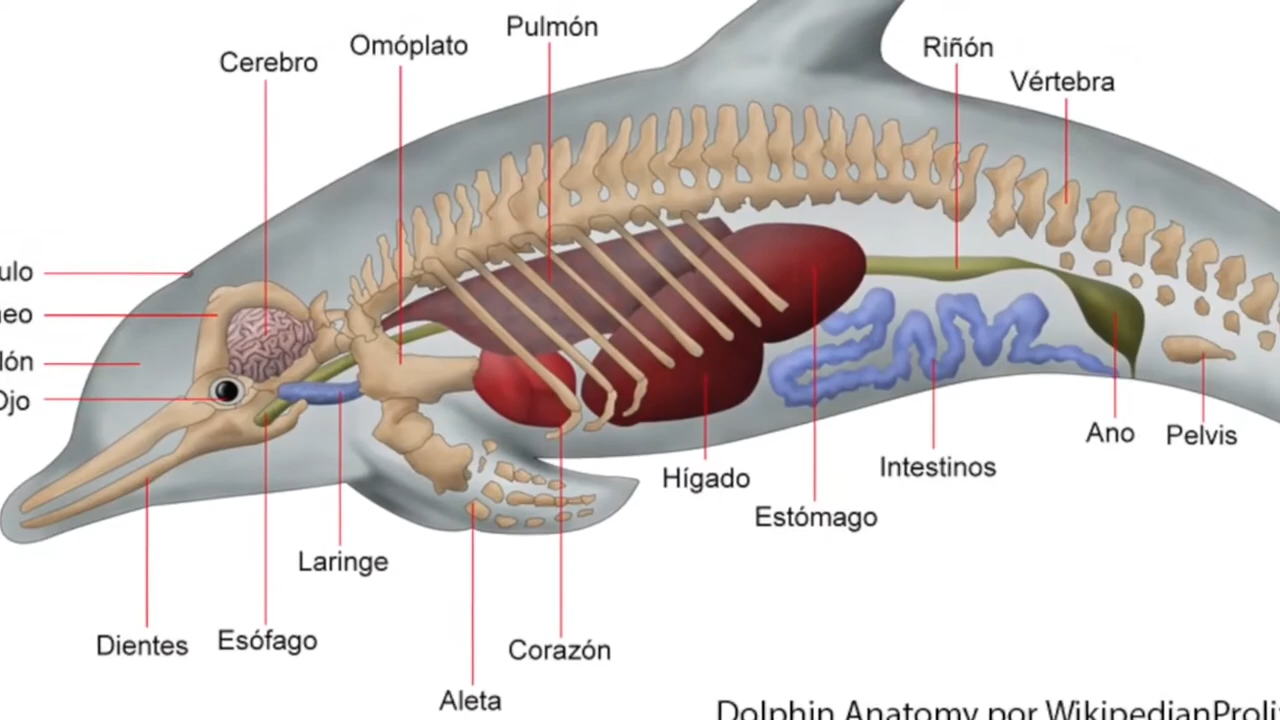 Pulmón
Omóplato
Riñón
Cerebro
Vértebra
ulo
neo
lón
Ojo
Ano
Pelvis
Intestinos
Hígado
Estómago
Laringe
Dientes
Esófago
Corazón
Aleta
Dolphin Anatomy por WikipedianProli